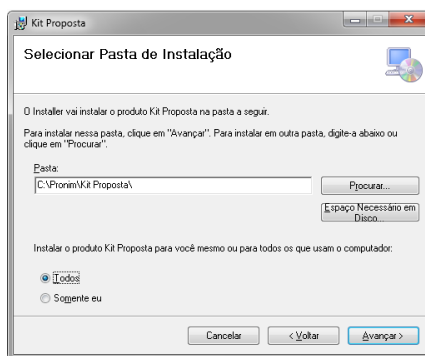 Kit Proposta
Selecionar Pasta de Instalação
O Installer vai instalar o produto Kit Proposta na pasta a seguir.
Para instalar nessa pasta, clique em "Avançar". Para instalar em outra pasta, digite-a abaixo ou
clique em "Procurar".
Pasta:
C:\Pronim\Kit Proposta\
Procurar...
Espaço Necessário em
Disco...
Instalar o produto Kit Proposta para você mesmo ou para todos os que usam o computador:
Todos
Somente eu
Cancelar
< Voltar
Avançar >